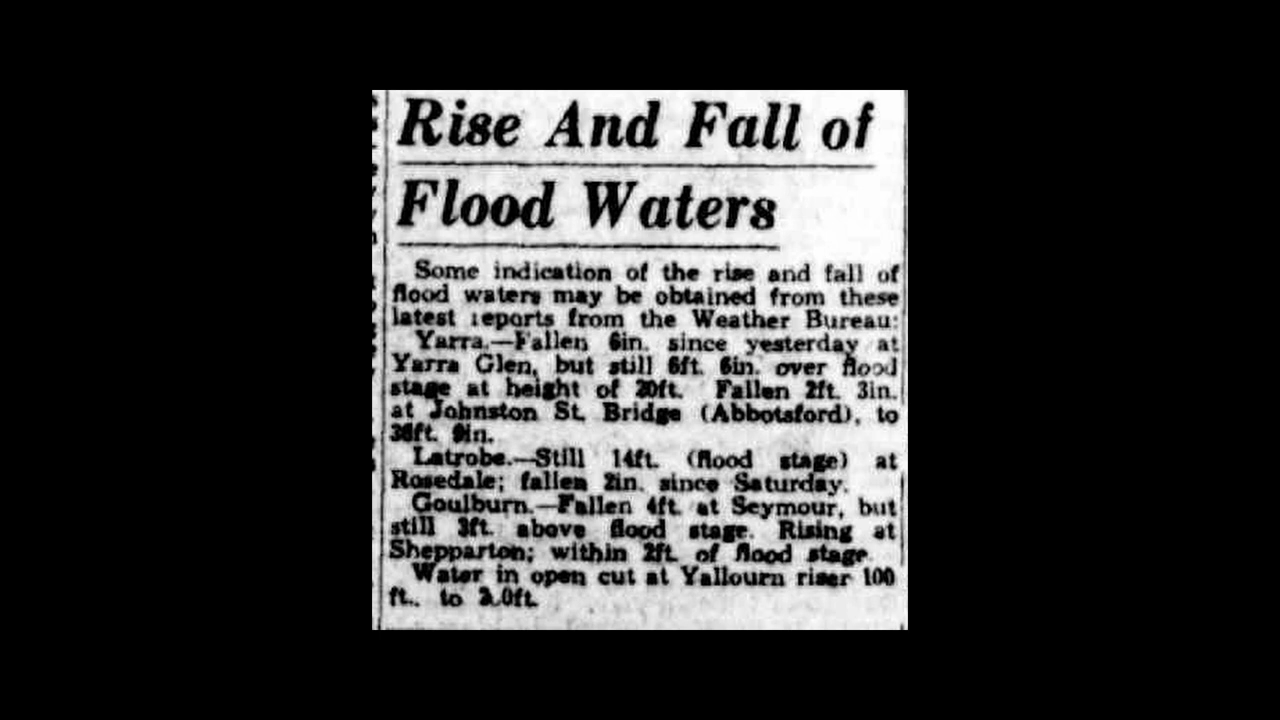 Rise And Fall of
Flood Waters
Some indication of the rise and fall of
flood waters may be obtained from these
latest reports from the Weather Bureau:
Yarra.—Fallen 6in. since yesterday at
Yarra Glen, but still 6ft. 6in. over flood
stage at height of 20ft. Fallen 2ft. 3in.
at Johnston St. Bridge (Abbotsford), to
36ft. 9in.
Latrobe.—Still 14ft. (flood stage) at
Rosedale; fallen 2in. since Saturday.
Goulburn.—Fallen 4ft. at Seymour, but
still 3ft. above flood stage. Rising at
Shepparton; within 2ft. of flood stage.
Water in open cut at Yallourn riser 100
ft., to